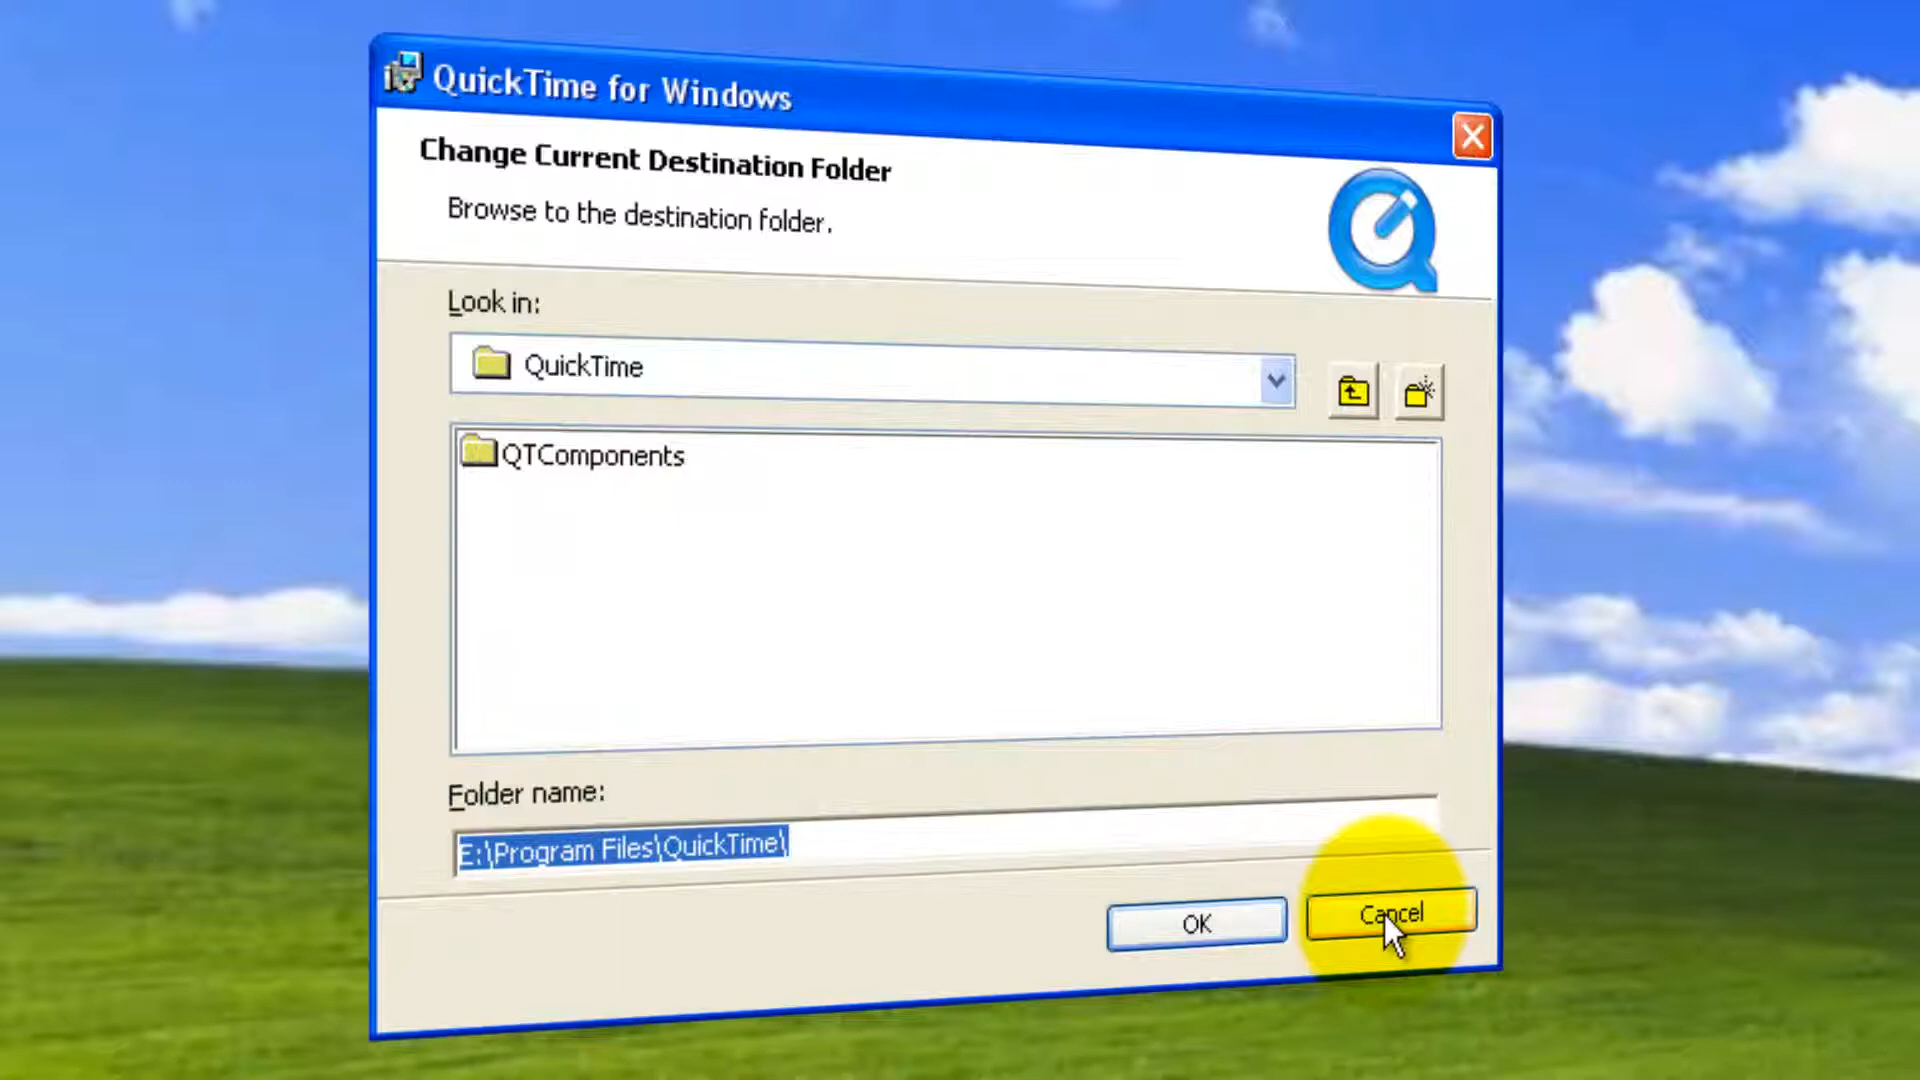 QuickTime for Windows
Change Current Destination Folder
Browse to the destination folder.
Look in:
QuickTime
QTComponents
Folder name:
E:\Program Files\QuickTime\
OK
Cancel